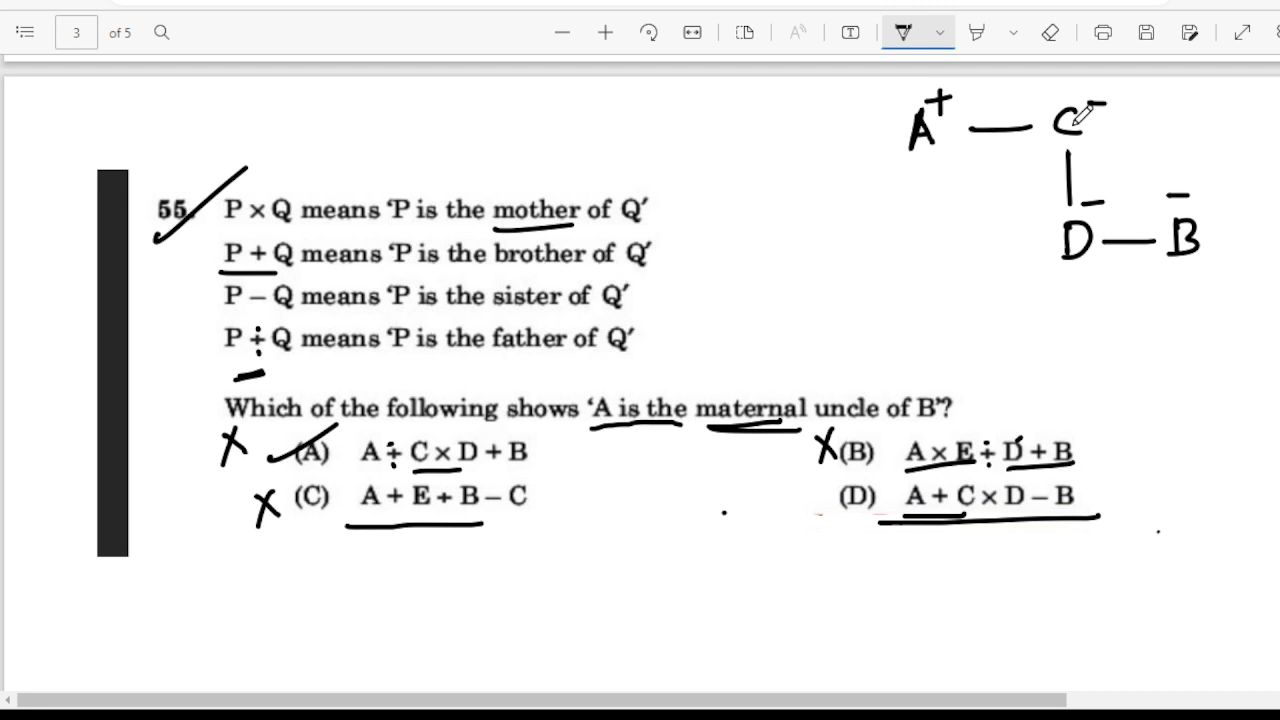 3 of 5
A+ — C-
55. P × Q means 'P is the mother of Q'
P + Q means 'P is the brother of Q'
P – Q means 'P is the sister of Q'
P ÷ Q means 'P is the father of Q'
D — B
Which of the following shows 'A is the maternal uncle of B'?
(A) A ÷ C × D + B
(B) A × E ÷ D + B
(C) A + E + B – C
(D) A + C × D – B